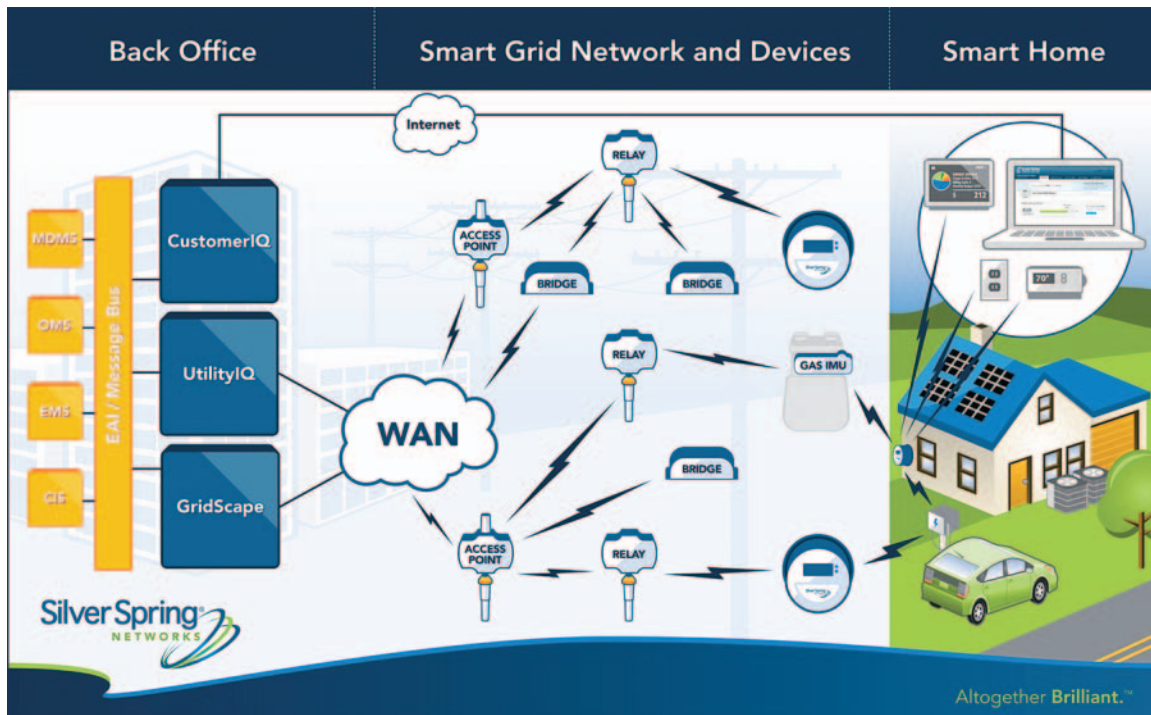 Back Office
Smart Grid Network and Devices
Smart Home
Internet
RELAY
212
ACCESS
POINT
MDMS
CustomerIQ
BRIDGE
BRIDGE
70°
EAI / Message Bus
OMS
UtilityIQ
RELAY
GAS IMU
EMS
WAN
BRIDGE
CIS
GridScape
ACCESS
POINT
RELAY
SilverSpring®
NETWORKS
Altogether Brilliant.™